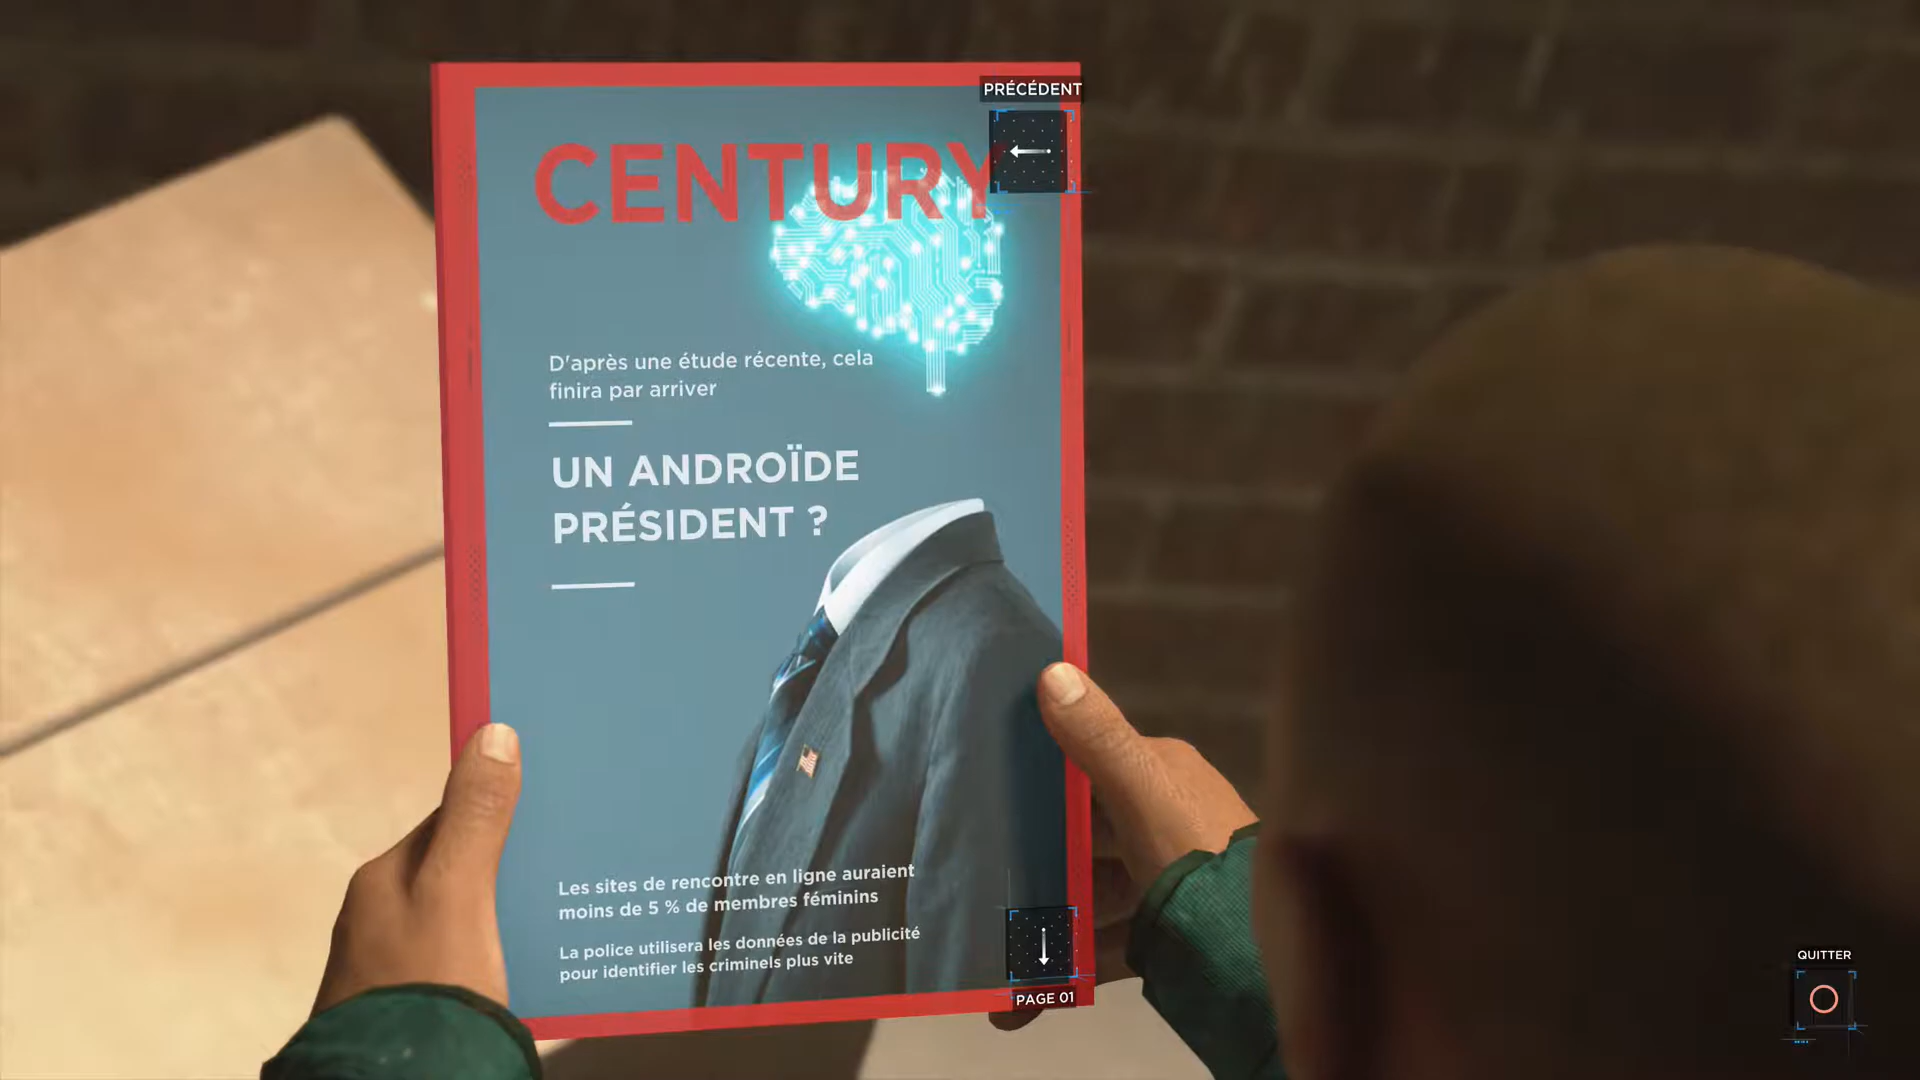 PRÉCÉDENT
CENTURY
D'après une étude récente, cela
finira par arriver
UN ANDROÏDE
PRÉSIDENT ?
Les sites de rencontre en ligne auraient
moins de 5 % de membres féminins
La police utilisera les données de la publicité
pour identifier les criminels plus vite
PAGE 01
QUITTER